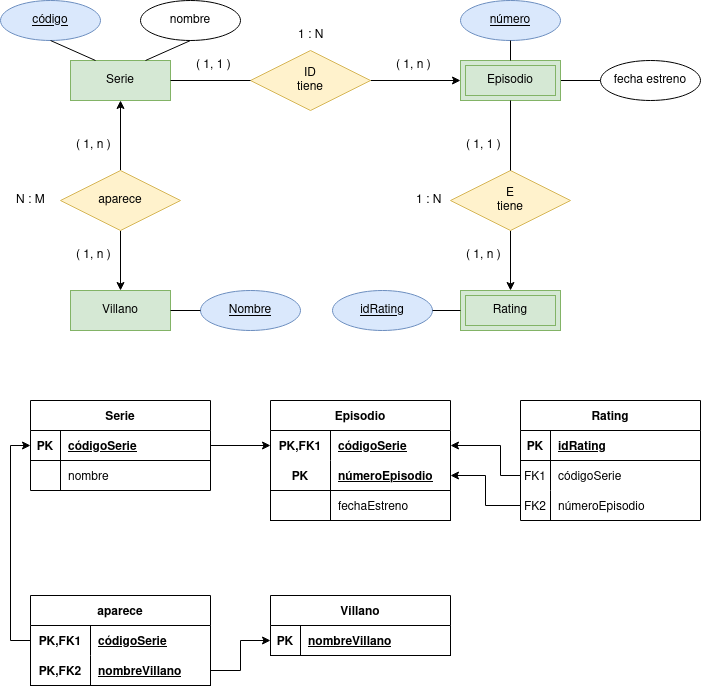 código
nombre
número
1 : N
( 1, 1 )
( 1, n )
Serie
ID
tiene
Episodio
fecha estreno
( 1, n )
( 1, 1 )
N : M
aparece
1 : N
E
tiene
( 1, n )
( 1, n )
Villano
Nombre
idRating
Rating
Serie
PK códigoSerie
nombre
Episodio
PK,FK1 códigoSerie
PK númeroEpisodio
fechaEstreno
Rating
PK idRating
FK1 códigoSerie
FK2 númeroEpisodio
aparece
PK,FK1 códigoSerie
PK,FK2 nombreVillano
Villano
PK nombreVillano